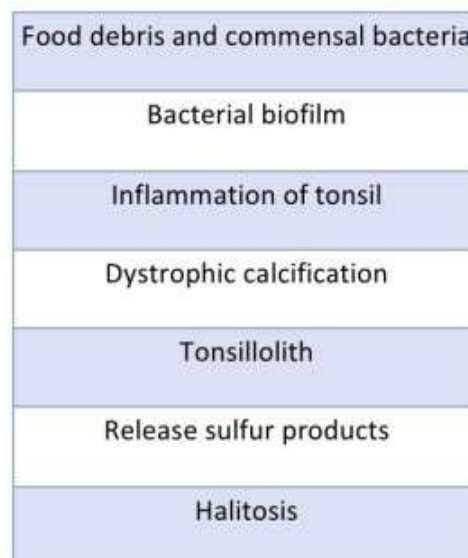 Food debris and commensal bacteria
Bacterial biofilm
Inflammation of tonsil
Dystrophic calcification
Tonsillolith
Release sulfur products
Halitosis